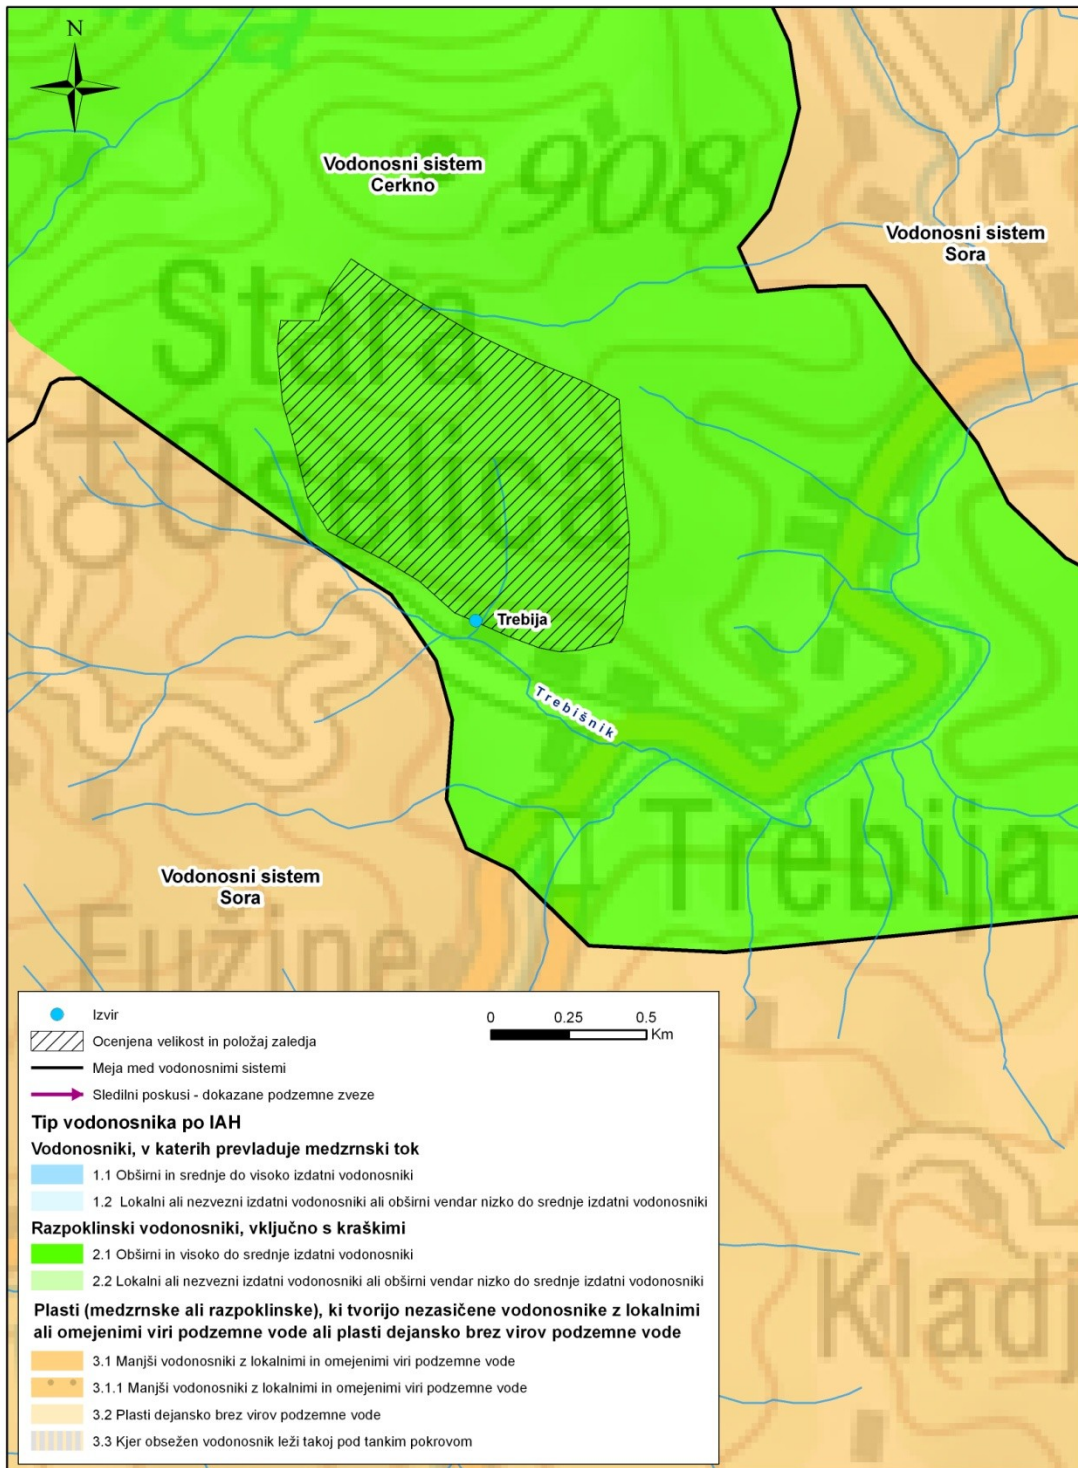 N
Vodonosni sistem
Cerkno
908
Vodonosni sistem
Sora
Stara
Oselica
Trebija
Trebišnik
Trebija
Vodonosni sistem
Sora
Fužine
Kladj
Izvir
Ocenjena velikost in položaj zaledja
Meja med vodonosnimi sistemi
Sledilni poskusi - dokazane podzemne zveze
0 0.25 0.5
Km
Tip vodonosnika po IAH
Vodonosniki, v katerih prevladuje medzrnski tok
1.1 Obširni in srednje do visoko izdatni vodonosniki
1.2 Lokalni ali nezvezni izdatni vodonosniki ali obširni vendar nizko do srednje izdatni vodonosniki
Razpoklinski vodonosniki, vključno s kraškimi
2.1 Obširni in visoko do srednje izdatni vodonosniki
2.2 Lokalni ali nezvezni izdatni vodonosniki ali obširni vendar nizko do srednje izdatni vodonosniki
Plasti (medzrnske ali razpoklinske), ki tvorijo nezasičene vodonosnike z lokalnimi
ali omejenimi viri podzemne vode ali plasti dejansko brez virov podzemne vode
3.1 Manjši vodonosniki z lokalnimi in omejenimi viri podzemne vode
3.1.1 Manjši vodonosniki z lokalnimi in omejenimi viri podzemne vode
3.2 Plasti dejansko brez virov podzemne vode
3.3 Kjer obsežen vodonosnik leži takoj pod tankim pokrovom